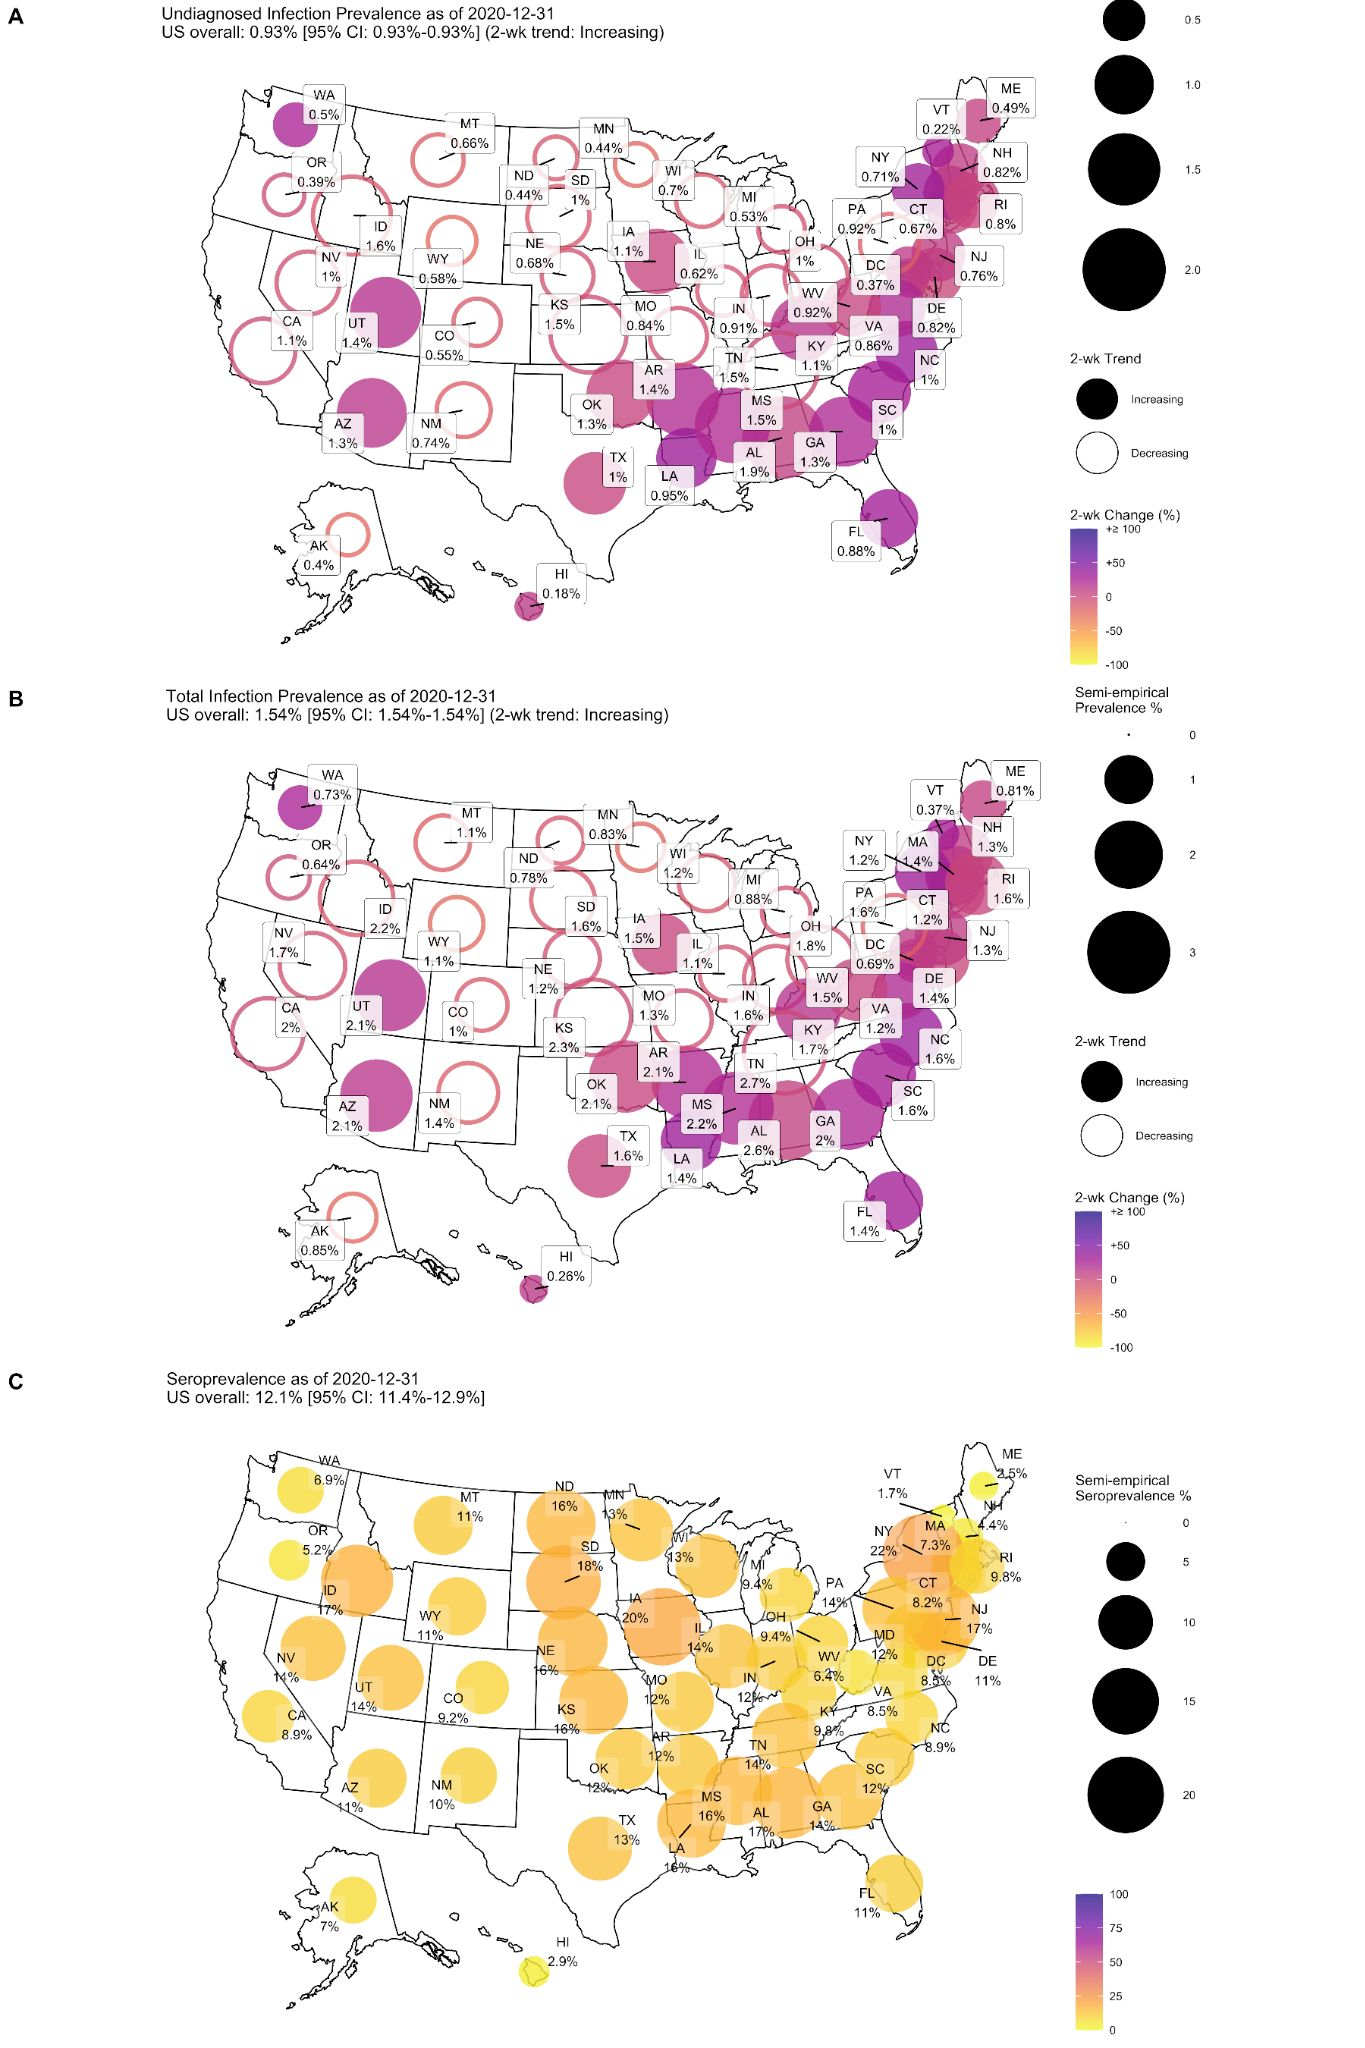 A
Undiagnosed Infection Prevalence as of 2020-12-31
US overall: 0.93% [95% CI: 0.93%-0.93%] (2-wk trend: Increasing)
0.5
1.0
1.5
2.0
2-wk Trend
Increasing
Decreasing
2-wk Change (%)
+≥ 100
+50
0
-50
-100
WA
0.5%
MT
0.66%
MN
0.44%
ME
0.49%
VT
0.22%
OR
0.39%
ND
0.44%
SD
1%
WI
0.7%
NY
0.71%
NH
0.82%
MI
0.53%
PA
0.92%
CT
0.67%
RI
0.8%
ID
1.6%
IA
1.1%
OH
1%
NV
1%
WY
0.58%
NE
0.68%
IL
0.62%
DC
0.37%
NJ
0.76%
CA
1.1%
UT
1.4%
CO
0.55%
KS
1.5%
MO
0.84%
IN
0.91%
WV
0.92%
VA
0.86%
DE
0.82%
TN
1.5%
KY
1.1%
NC
1%
AR
1.4%
AZ
1.3%
NM
0.74%
OK
1.3%
MS
1.5%
SC
1%
TX
1%
LA
0.95%
AL
1.9%
GA
1.3%
FL
0.88%
AK
0.4%
HI
0.18%
B
Total Infection Prevalence as of 2020-12-31
US overall: 1.54% [95% CI: 1.54%-1.54%] (2-wk trend: Increasing)
Semi-empirical
Prevalence %
0
1
2
3
2-wk Trend
Increasing
Decreasing
2-wk Change (%)
+≥ 100
+50
0
-50
-100
WA
0.73%
ME
0.81%
VT
0.37%
MT
1.1%
MN
0.83%
NH
1.3%
OR
0.64%
ND
0.78%
WI
1.2%
NY
1.2%
MA
1.4%
MI
0.88%
RI
1.6%
ID
2.2%
SD
1.6%
IA
1.5%
PA
1.6%
CT
1.2%
NV
1.7%
WY
1.1%
IL
1.1%
OH
1.8%
DC
0.69%
NJ
1.3%
NE
1.2%
CA
2%
UT
2.1%
CO
1%
KS
2.3%
MO
1.3%
IN
1.6%
WV
1.5%
DE
1.4%
VA
1.2%
KY
1.7%
NC
1.6%
AR
2.1%
TN
2.7%
AZ
2.1%
NM
1.4%
OK
2.1%
MS
2.2%
SC
1.6%
TX
1.6%
LA
1.4%
AL
2.6%
GA
2%
FL
1.4%
AK
0.85%
HI
0.26%
C
Seroprevalence as of 2020-12-31
US overall: 12.1% [95% CI: 11.4%-12.9%]
Semi-empirical
Seroprevalence %
0
5
10
15
20
100
75
50
25
0
WA
6.9%
ME
2.5%
VT
1.7%
MT
11%
ND
16%
MN
13%
NH
4.4%
OR
5.2%
SD
18%
WI
13%
NY
22%
MA
7.3%
MI
9.4%
RI
9.8%
ID
17%
WY
11%
IA
20%
PA
14%
CT
8.2%
NJ
17%
OH
9.4%
IL
14%
MD
12%
NV
14%
NE
16%
UT
14%
CO
9.2%
MO
12%
IN
12%
WV
6.4%
DC
8.5%
DE
11%
CA
8.9%
KS
16%
KY
9.8%
VA
8.5%
NC
8.9%
AR
12%
TN
14%
AZ
11%
NM
10%
OK
12%
SC
12%
MS
16%
AL
17%
GA
14%
TX
13%
LA
16%
FL
11%
AK
7%
HI
2.9%